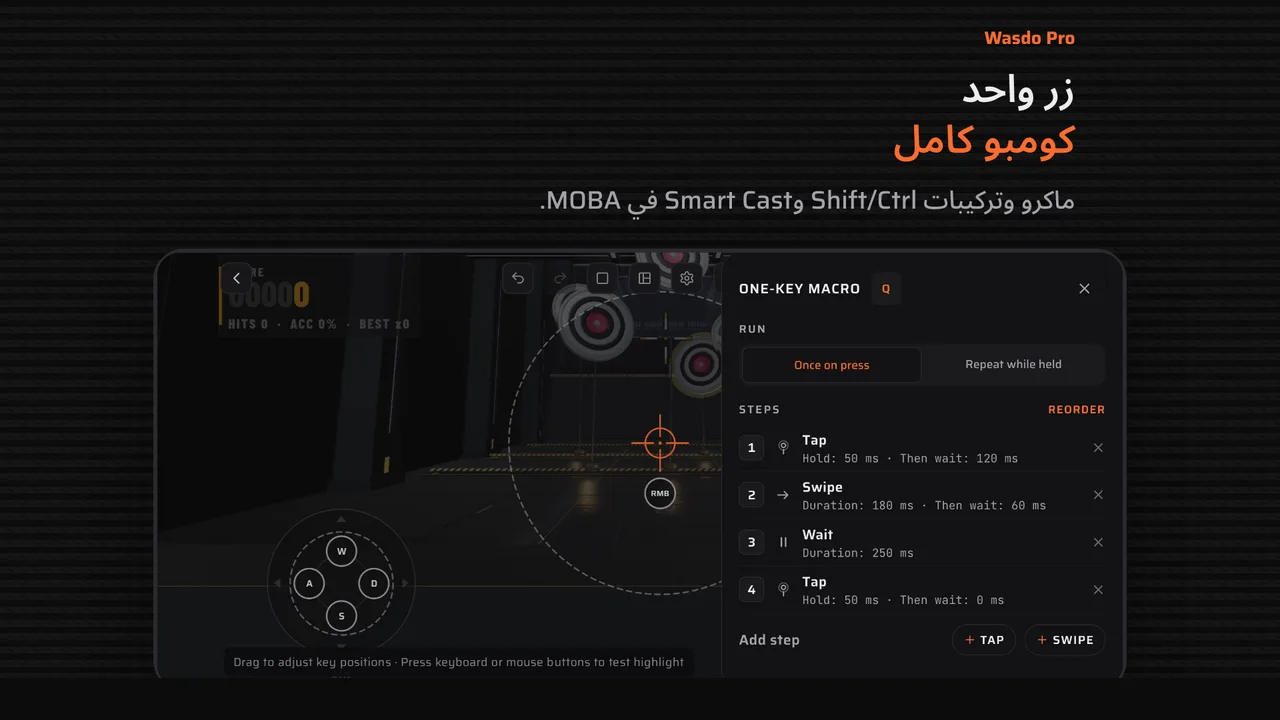 Wasdo Pro
زر واحد
كومبو كامل
ماكرو وتركيبات Shift/Ctrl وSmart Cast في MOBA.
HITS 0 · ACC 0% · BEST x0
W
A
D
S
RMB
Drag to adjust key positions · Press keyboard or mouse buttons to test highlight
ONE-KEY MACRO Q
RUN
Once on press
Repeat while held
STEPS
REORDER
1 Tap
Hold: 50 ms · Then wait: 120 ms
2 Swipe
Duration: 180 ms · Then wait: 60 ms
3 Wait
Duration: 250 ms
4 Tap
Hold: 50 ms · Then wait: 0 ms
Add step
+ TAP
+ SWIPE